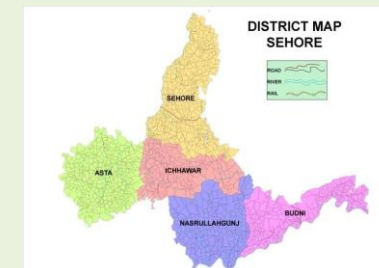 DISTRICT MAP
SEHORE
ROAD
RIVER
RAIL
SEHORE
ASTA
ICHHAWAR
NASRULLAHGUNJ
BUDNI